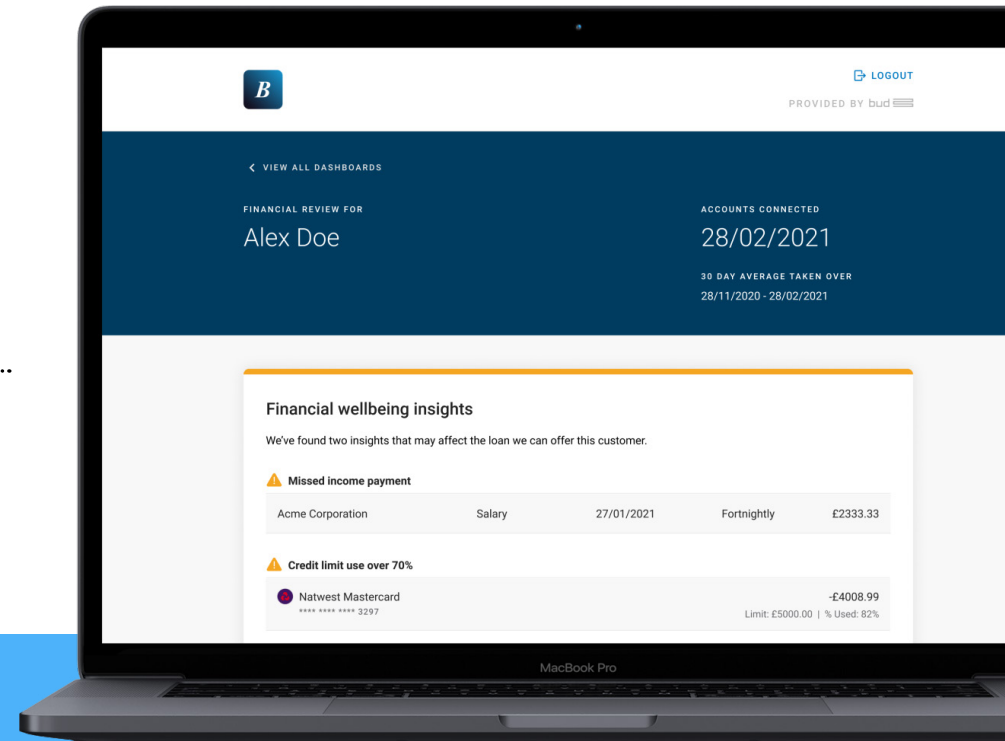 B
LOGOUT
PROVIDED BY bud
VIEW ALL DASHBOARDS
FINANCIAL REVIEW FOR
Alex Doe
ACCOUNTS CONNECTED
28/02/2021
30 DAY AVERAGE TAKEN OVER
28/11/2020 - 28/02/2021
..
Financial wellbeing insights
We've found two insights that may affect the loan we can offer this customer.
Missed income payment
Acme Corporation Salary 27/01/2021 Fortnightly £2333.33
Credit limit use over 70%
Natwest Mastercard -£4008.99
**** **** **** 3297 Limit: £5000.00 | % Used: 82%
MacBook Pro